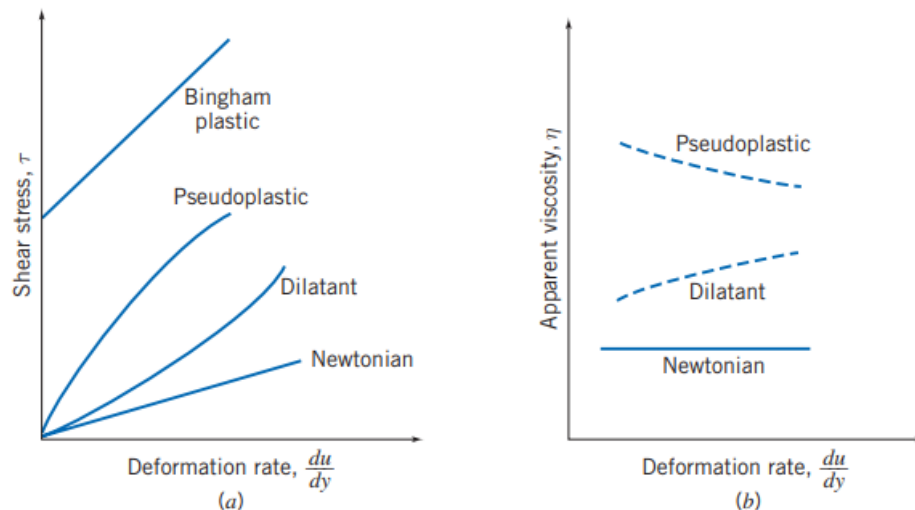 Shear stress, τ
Bingham
plastic
Pseudoplastic
Dilatant
Newtonian
Deformation rate, du/dy
(a)
Apparent viscosity, η
Pseudoplastic
Dilatant
Newtonian
Deformation rate, du/dy
(b)